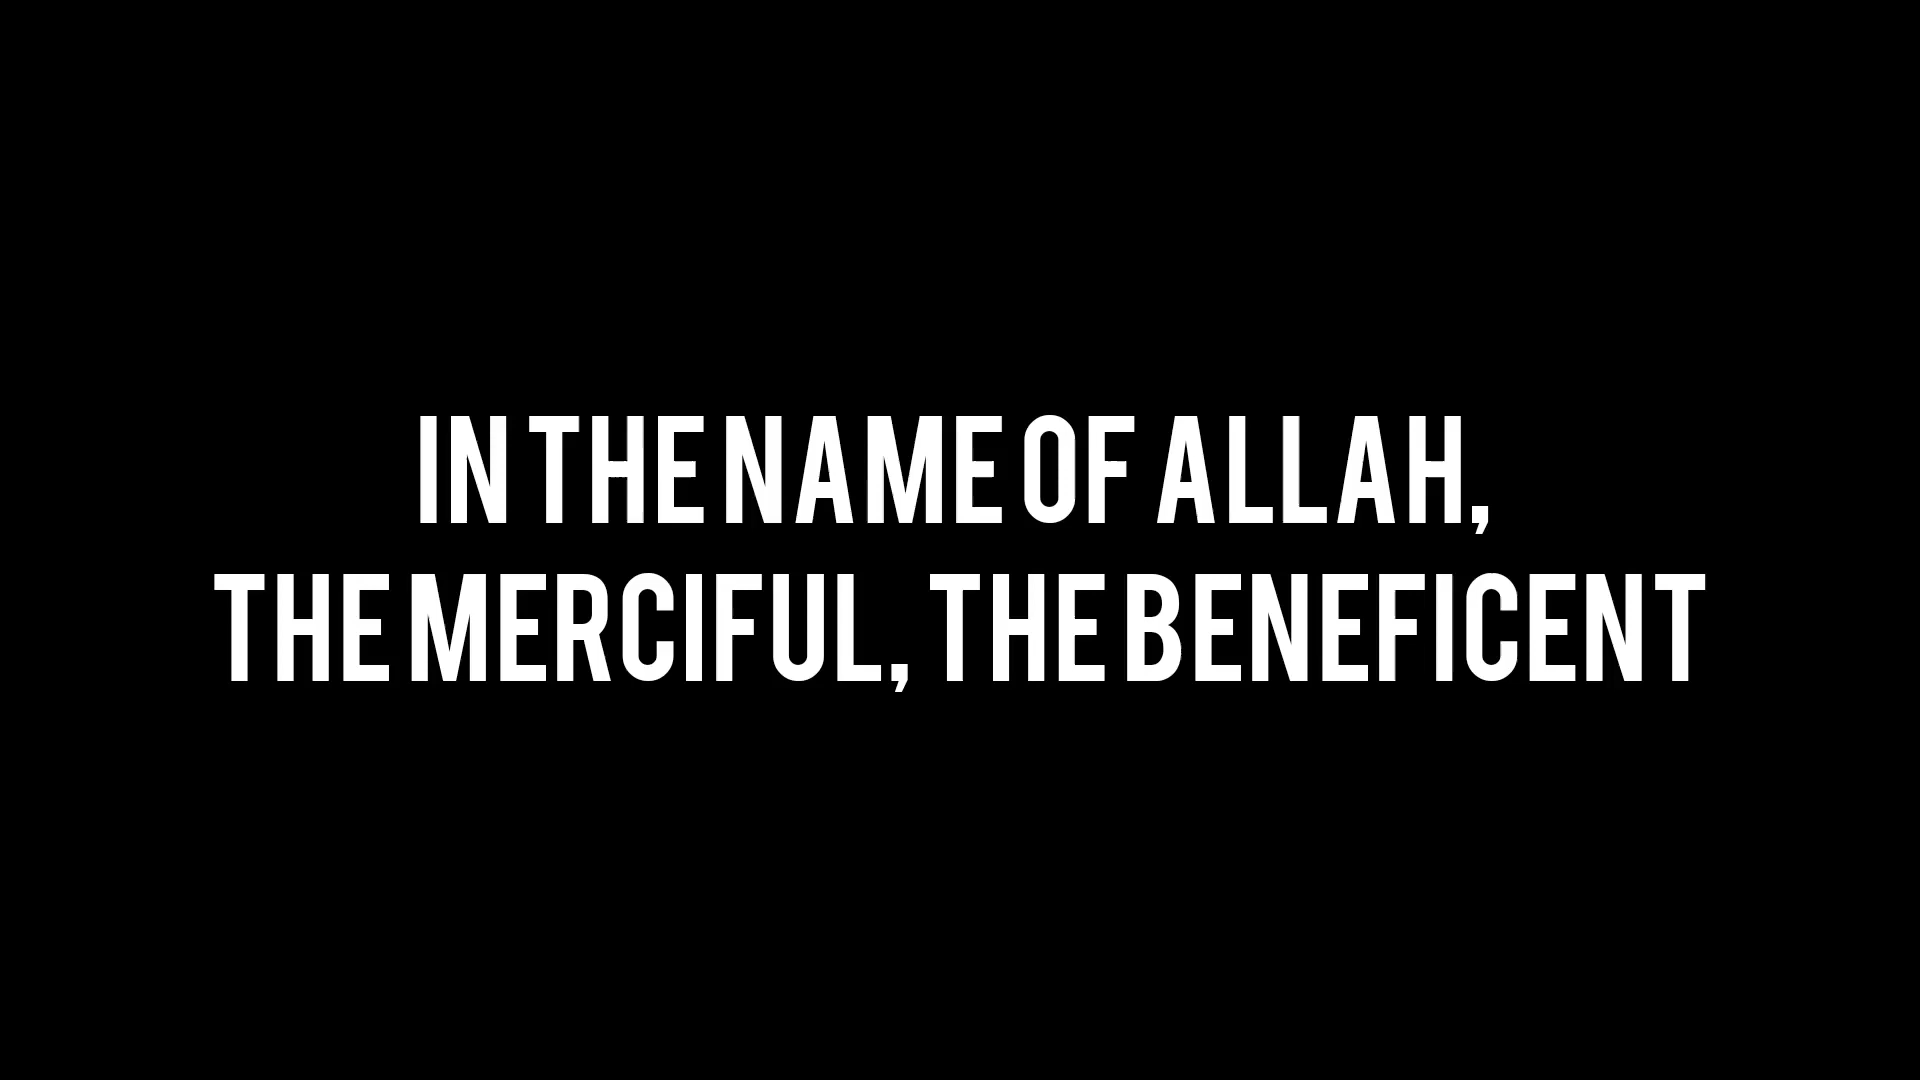 IN THE NAME OF ALLAH,
THE MERCIFUL, THE BENEFICENT